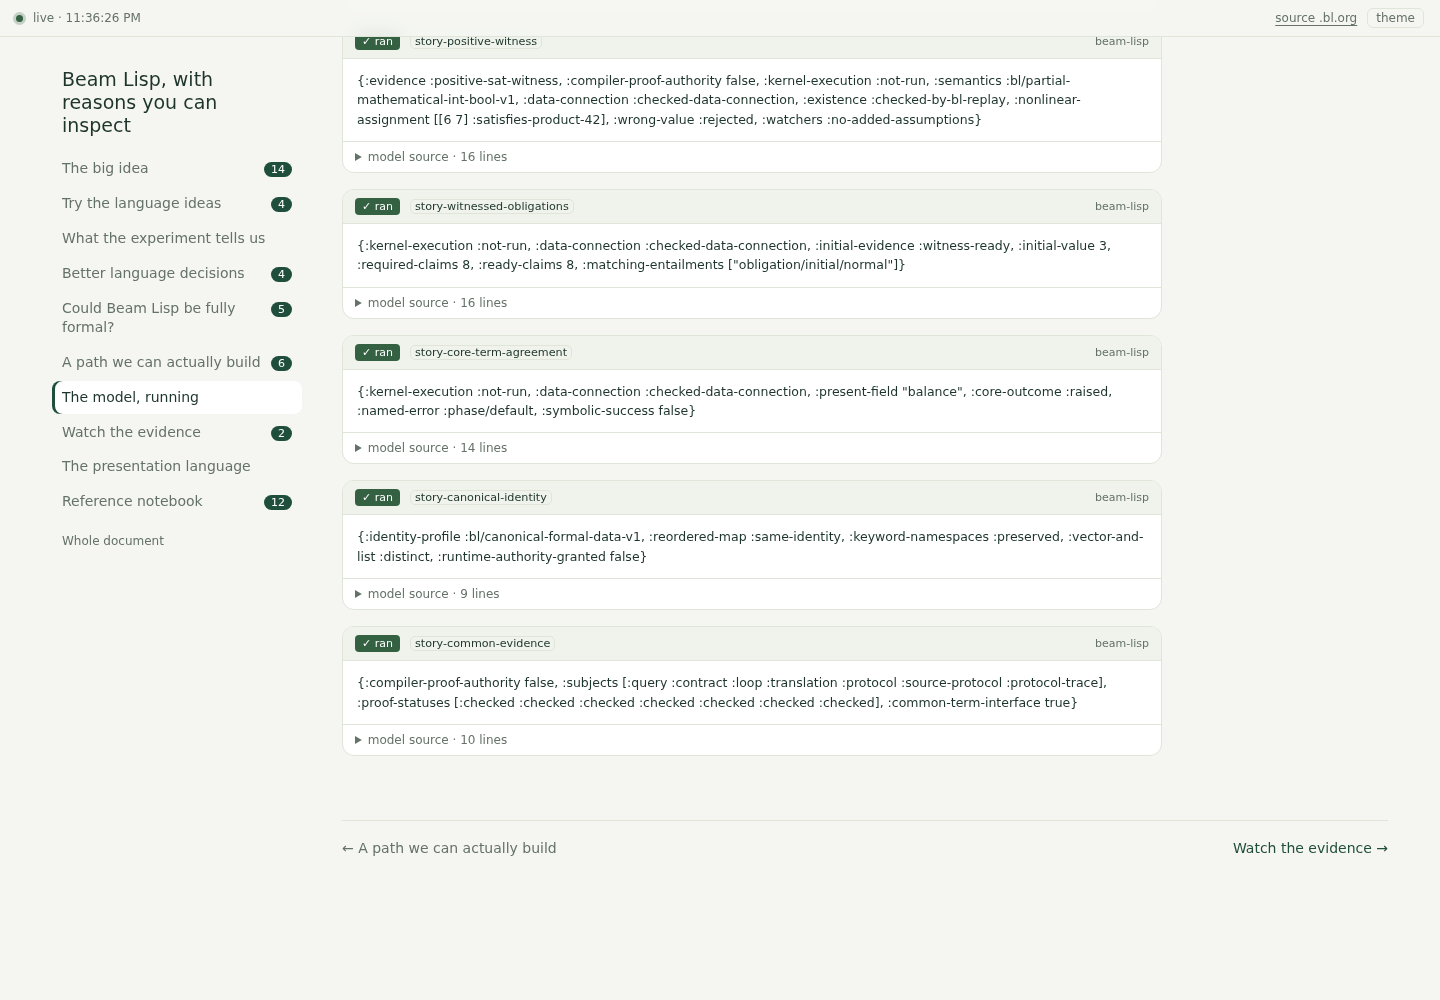 live · 11:36:26 PM
source .bl.org
theme
Beam Lisp, with
reasons you can
inspect
The big idea 14
Try the language ideas 4
What the experiment tells us
Better language decisions 4
Could Beam Lisp be fully
formal? 5
A path we can actually build 6
The model, running
Watch the evidence 2
The presentation language
Reference notebook 12
Whole document
✓ ran story-positive-witness beam-lisp
{:evidence :positive-sat-witness, :compiler-proof-authority false, :kernel-execution :not-run, :semantics :bl/partial-
mathematical-int-bool-v1, :data-connection :checked-data-connection, :existence :checked-by-bl-replay, :nonlinear-
assignment [[6 7] :satisfies-product-42], :wrong-value :rejected, :watchers :no-added-assumptions}
▶ model source · 16 lines
✓ ran story-witnessed-obligations beam-lisp
{:kernel-execution :not-run, :data-connection :checked-data-connection, :initial-evidence :witness-ready, :initial-value 3,
:required-claims 8, :ready-claims 8, :matching-entailments ["obligation/initial/normal"]}
▶ model source · 16 lines
✓ ran story-core-term-agreement beam-lisp
{:kernel-execution :not-run, :data-connection :checked-data-connection, :present-field "balance", :core-outcome :raised,
:named-error :phase/default, :symbolic-success false}
▶ model source · 14 lines
✓ ran story-canonical-identity beam-lisp
{:identity-profile :bl/canonical-formal-data-v1, :reordered-map :same-identity, :keyword-namespaces :preserved, :vector-and-
list :distinct, :runtime-authority-granted false}
▶ model source · 9 lines
✓ ran story-common-evidence beam-lisp
{:compiler-proof-authority false, :subjects [:query :contract :loop :translation :protocol :source-protocol :protocol-trace],
:proof-statuses [:checked :checked :checked :checked :checked :checked :checked], :common-term-interface true}
▶ model source · 10 lines
← A path we can actually build
Watch the evidence →